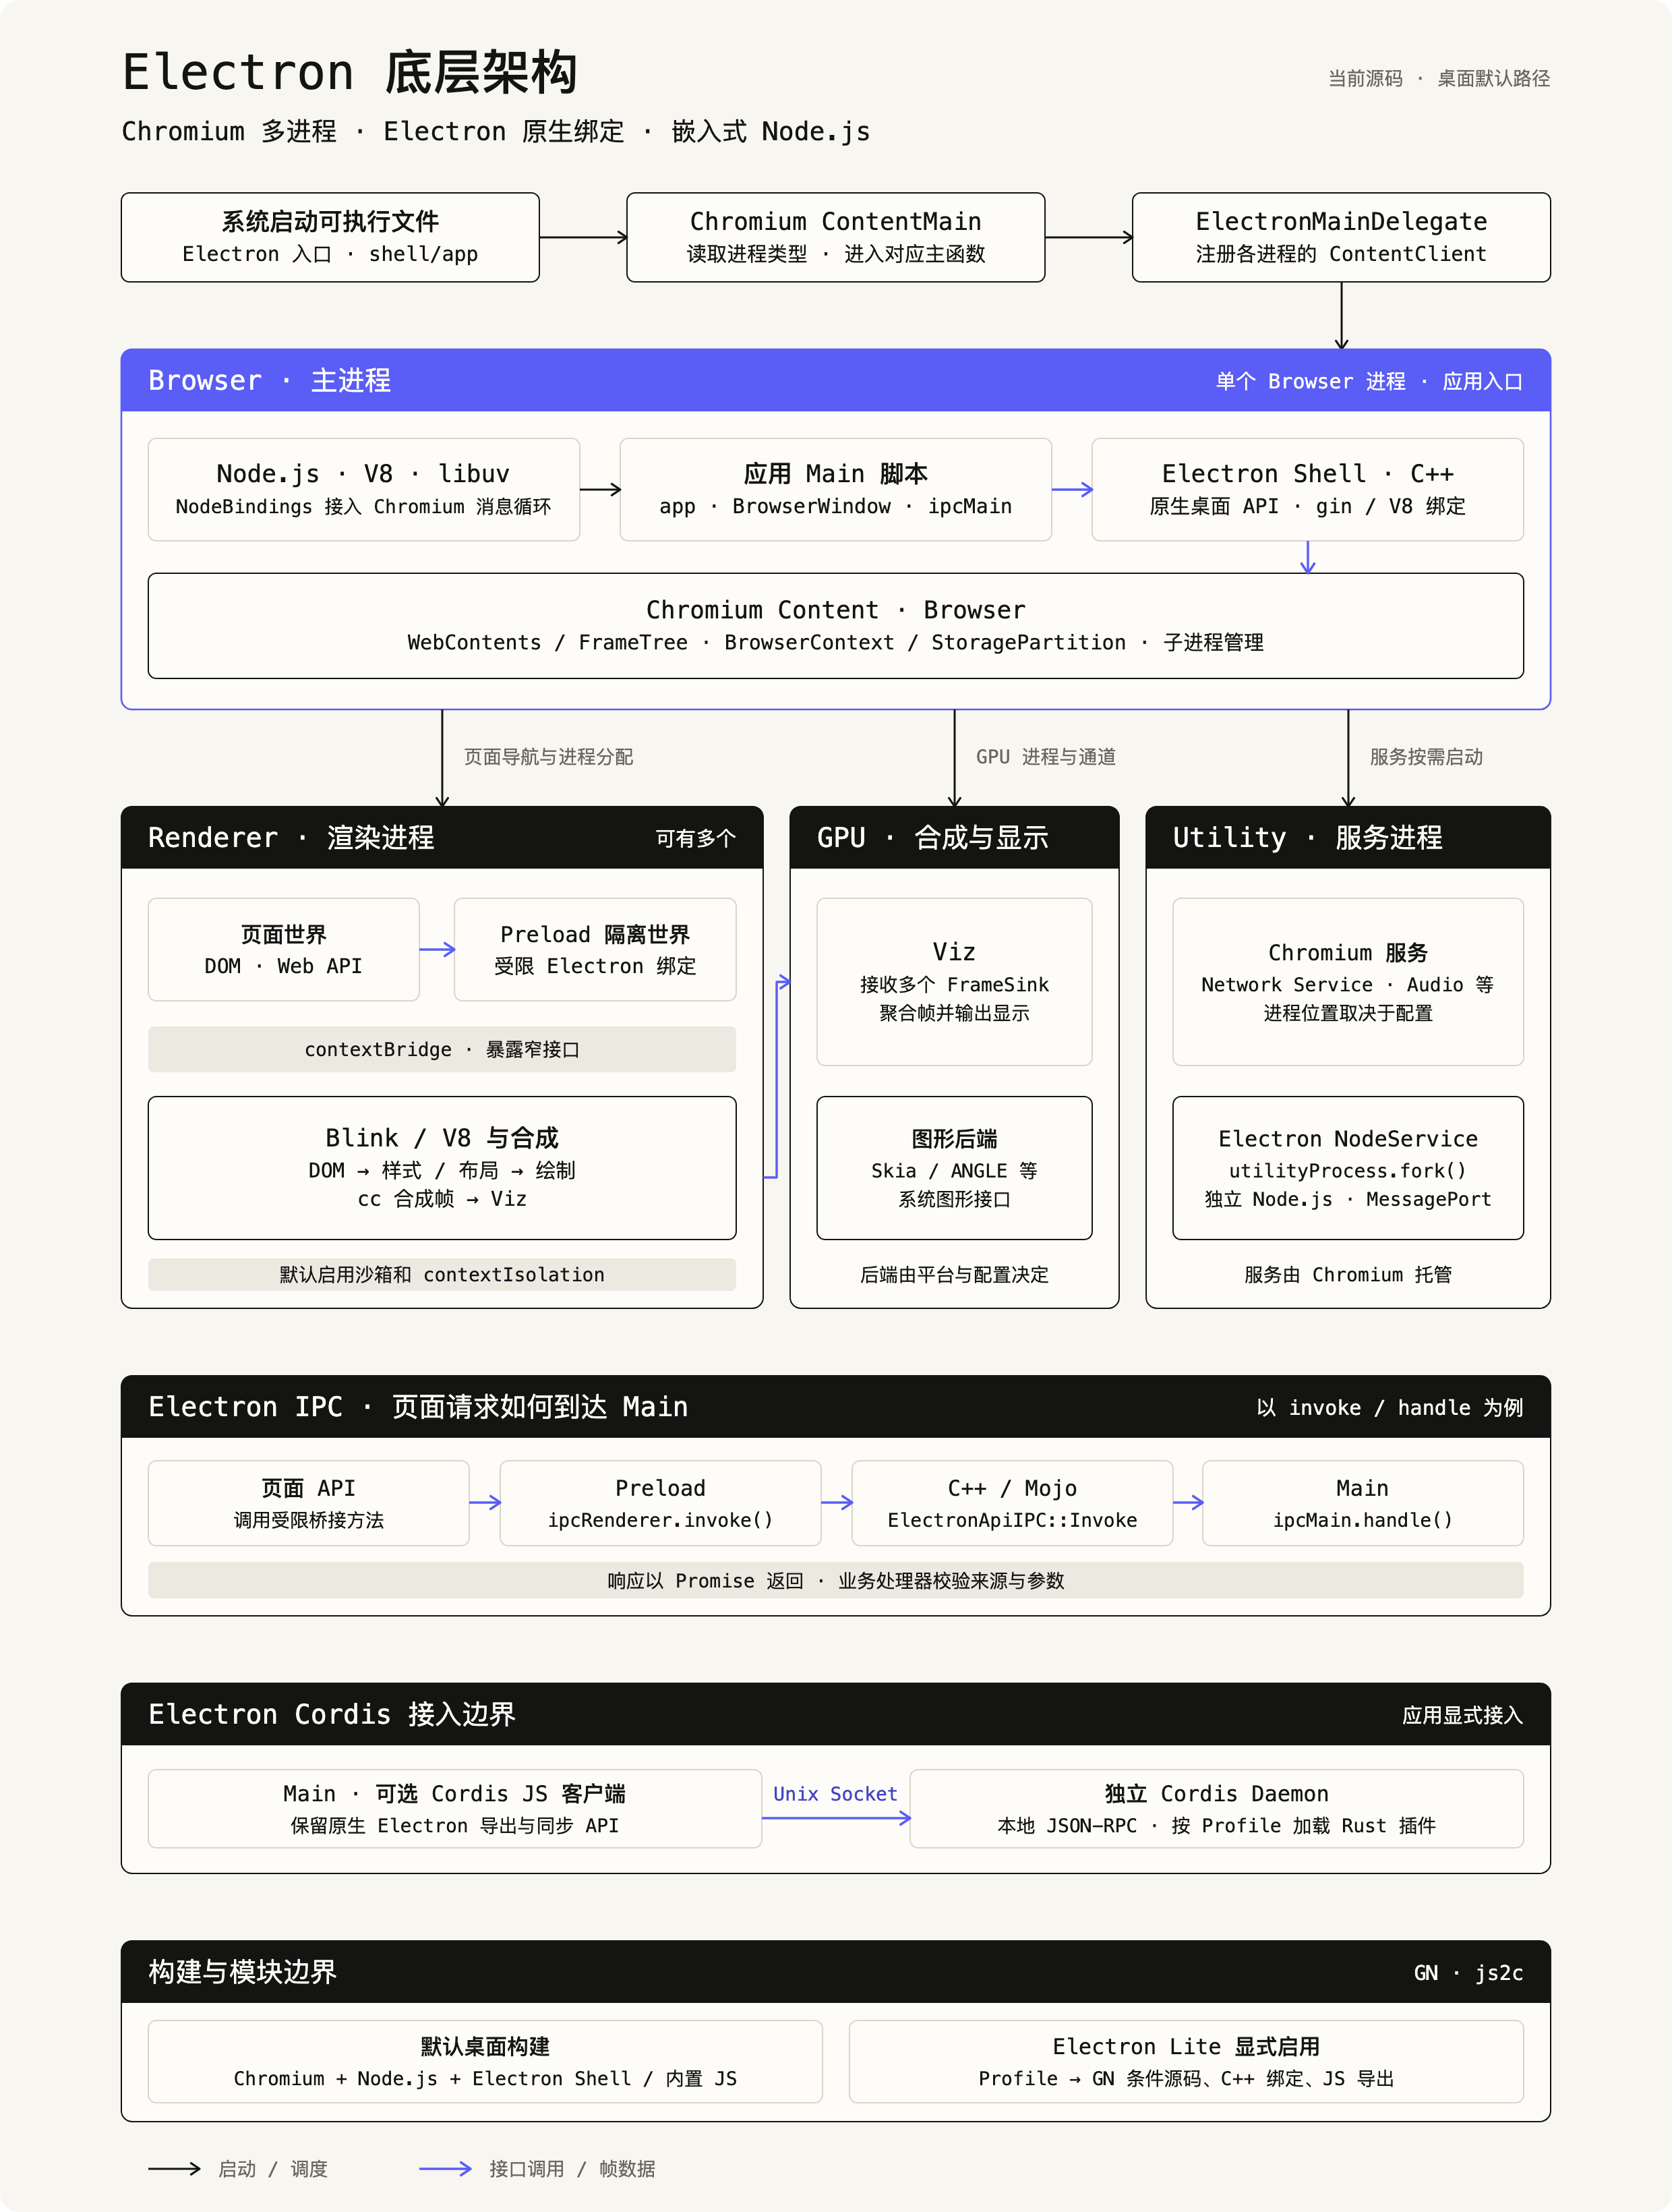 Electron 底层架构
当前源码 · 桌面默认路径
Chromium 多进程 · Electron 原生绑定 · 嵌入式 Node.js
系统启动可执行文件
Electron 入口 · shell/app
Chromium ContentMain
读取进程类型 · 进入对应主函数
ElectronMainDelegate
注册各进程的 ContentClient
Browser · 主进程
单个 Browser 进程 · 应用入口
Node.js · V8 · libuv
NodeBindings 接入 Chromium 消息循环
应用 Main 脚本
app · BrowserWindow · ipcMain
Electron Shell · C++
原生桌面 API · gin / V8 绑定
Chromium Content · Browser
WebContents / FrameTree · BrowserContext / StoragePartition · 子进程管理
页面导航与进程分配
GPU 进程与通道
服务按需启动
Renderer · 渲染进程
可有多个
页面世界
DOM · Web API
Preload 隔离世界
受限 Electron 绑定
contextBridge · 暴露窄接口
Blink / V8 与合成
DOM → 样式 / 布局 → 绘制
cc 合成帧 → Viz
默认启用沙箱和 contextIsolation
GPU · 合成与显示
Viz
接收多个 FrameSink
聚合帧并输出显示
图形后端
Skia / ANGLE 等
系统图形接口
后端由平台与配置决定
Utility · 服务进程
Chromium 服务
Network Service · Audio 等
进程位置取决于配置
Electron NodeService
utilityProcess.fork()
独立 Node.js · MessagePort
服务由 Chromium 托管
Electron IPC · 页面请求如何到达 Main
以 invoke / handle 为例
页面 API
调用受限桥接方法
Preload
ipcRenderer.invoke()
C++ / Mojo
ElectronApiIPC::Invoke
Main
ipcMain.handle()
响应以 Promise 返回 · 业务处理器校验来源与参数
Electron Cordis 接入边界
应用显式接入
Main · 可选 Cordis JS 客户端
保留原生 Electron 导出与同步 API
Unix Socket
独立 Cordis Daemon
本地 JSON-RPC · 按 Profile 加载 Rust 插件
构建与模块边界
GN · js2c
默认桌面构建
Chromium + Node.js + Electron Shell / 内置 JS
Electron Lite 显式启用
Profile → GN 条件源码、C++ 绑定、JS 导出
启动 / 调度
接口调用 / 帧数据